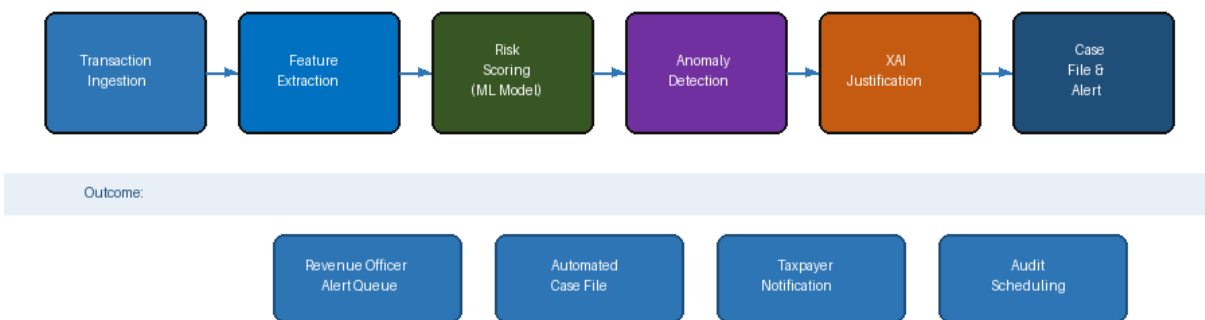 Transaction
Ingestion
Feature
Extraction
Risk
Scoring
(ML Model)
Anomaly
Detection
XAI
Justification
Case
File &
Alert
Outcome:
Revenue Officer
Alert Queue
Automated
Case File
Taxpayer
Notification
Audit
Scheduling